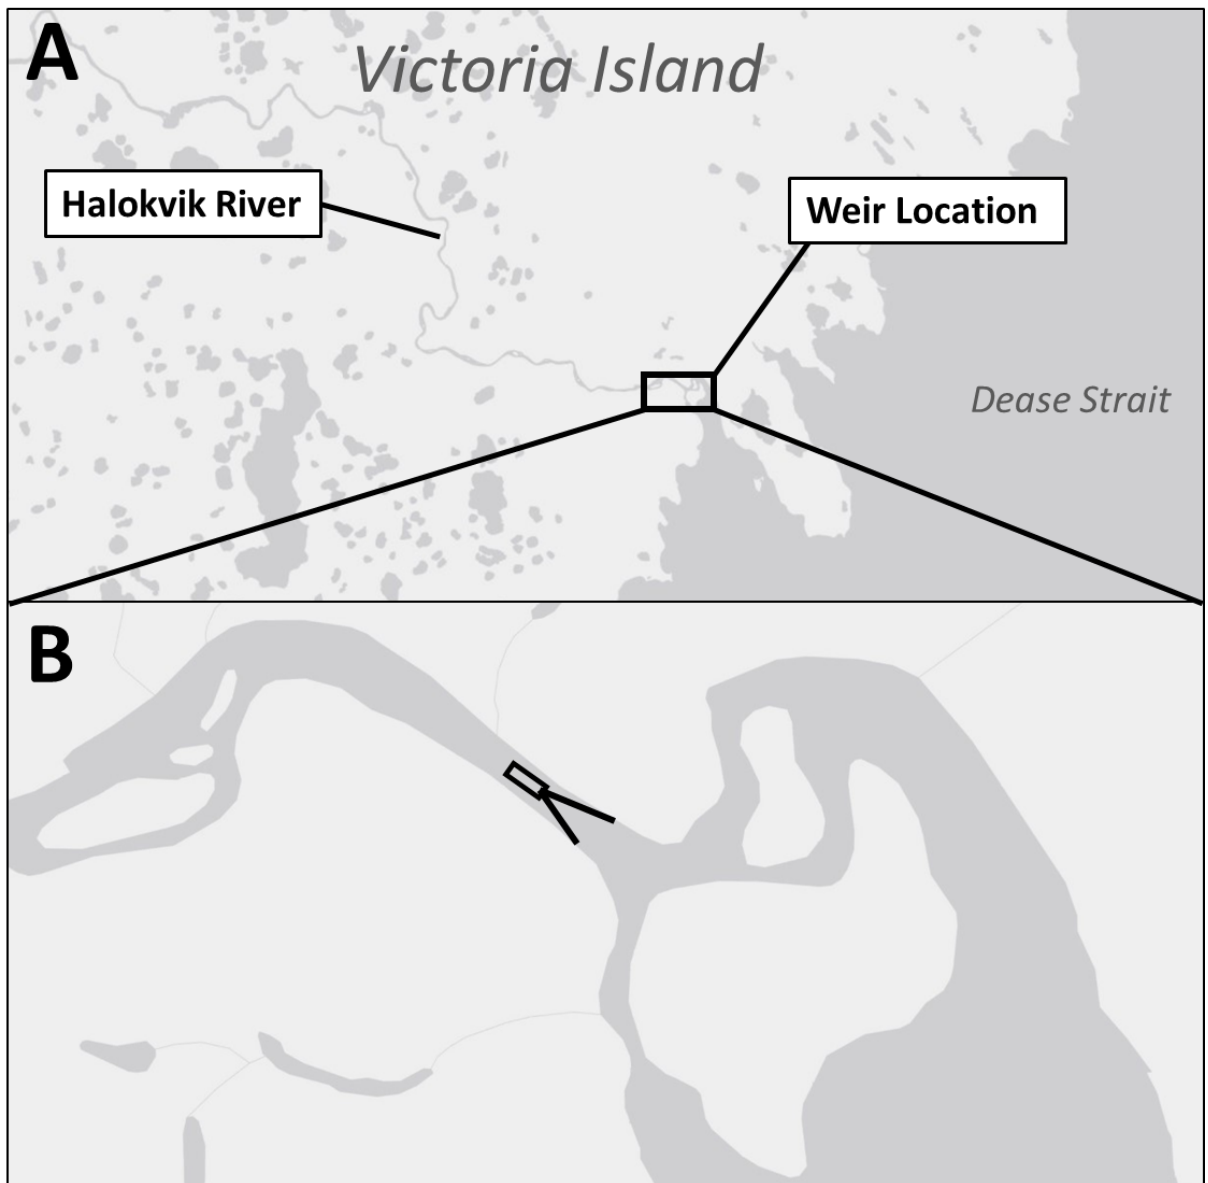 A
Victoria Island
Halokvik River
Weir Location
Dease Strait
B